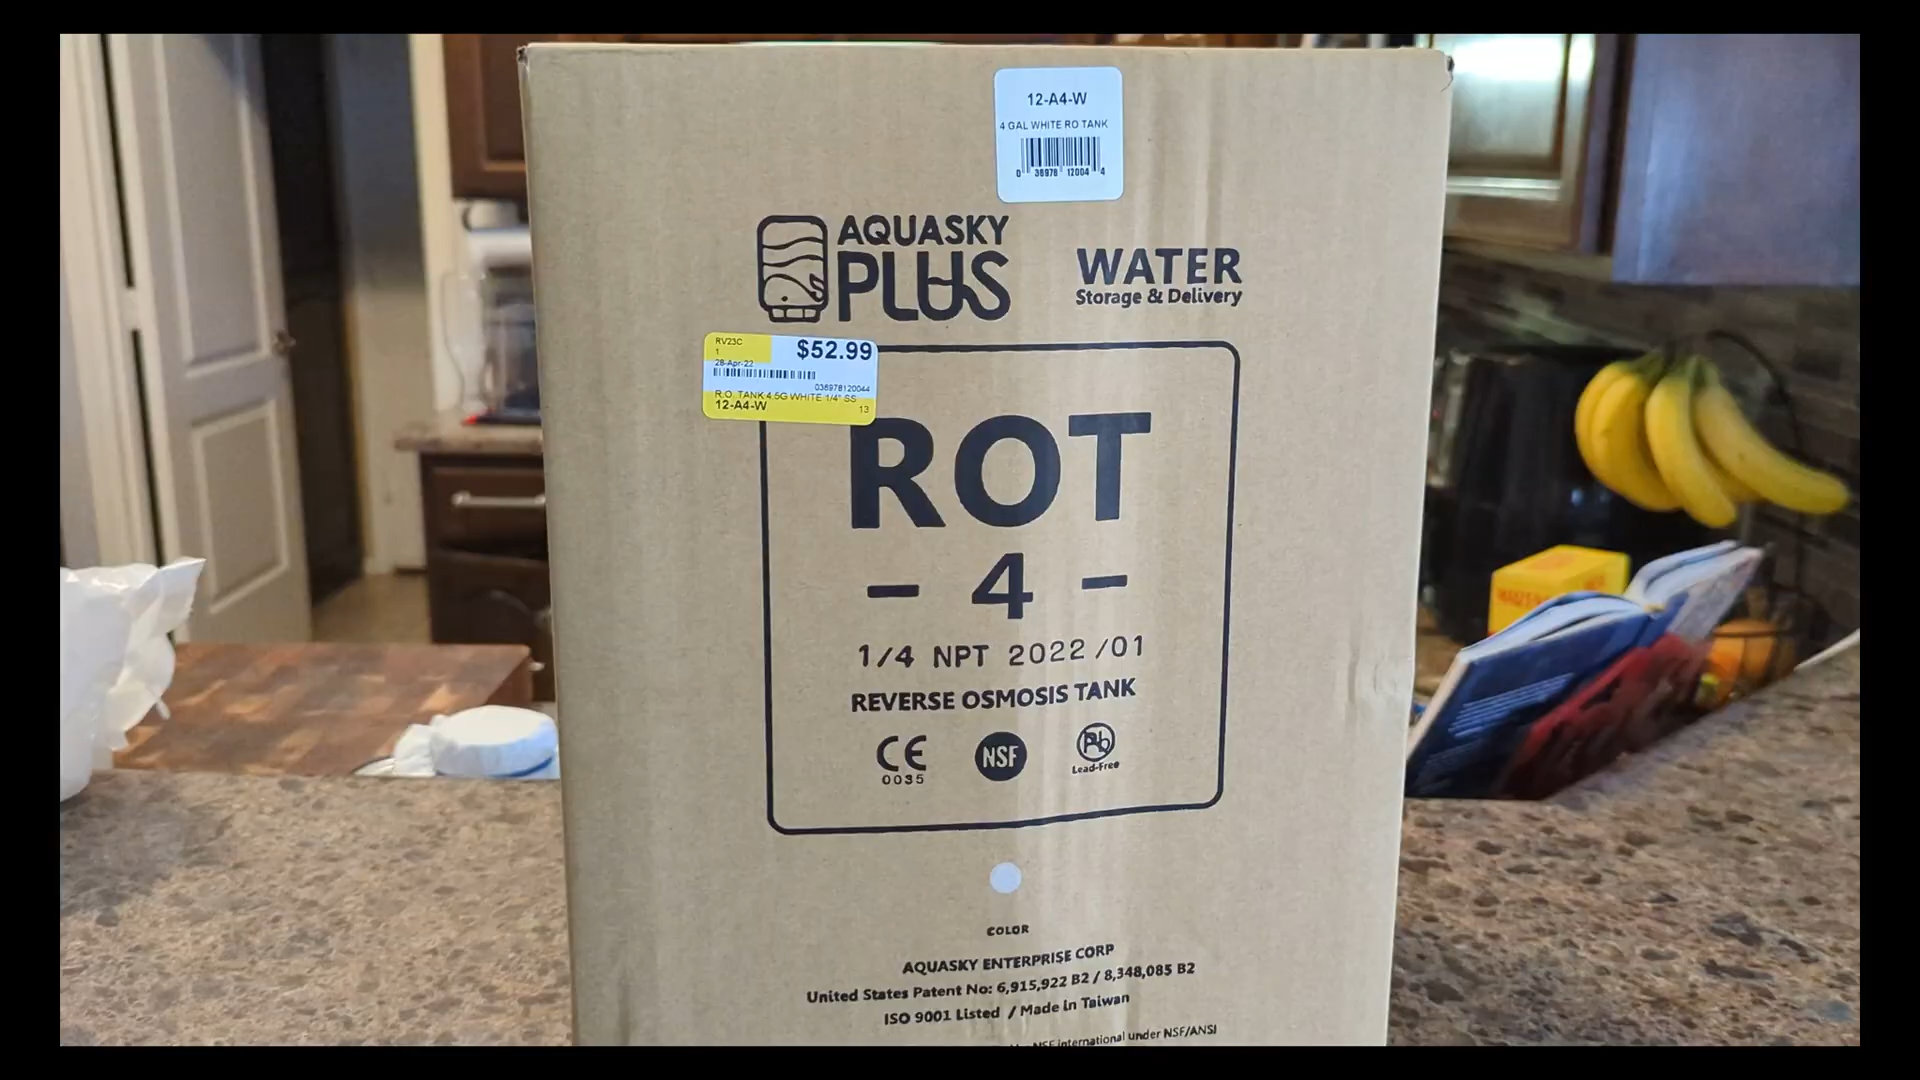 12-A4-W
4 GAL WHITE RO TANK
0 36978 12004 4
AQUASKY
PLUS
WATER
Storage & Delivery
RV23C
1
28-Apr-22
$52.99
036978120044
R.O. TANK 4.5G WHITE 1/4" SS
12-A4-W
13
ROT
- 4 -
1/4 NPT 2022/01
REVERSE OSMOSIS TANK
CE
0035
NSF
Pb
Lead-Free
COLOR
AQUASKY ENTERPRISE CORP
United States Patent No: 6,915,922 B2 / 8,348,085 B2
ISO 9001 Listed / Made in Taiwan
NSF international under NSF/ANSI